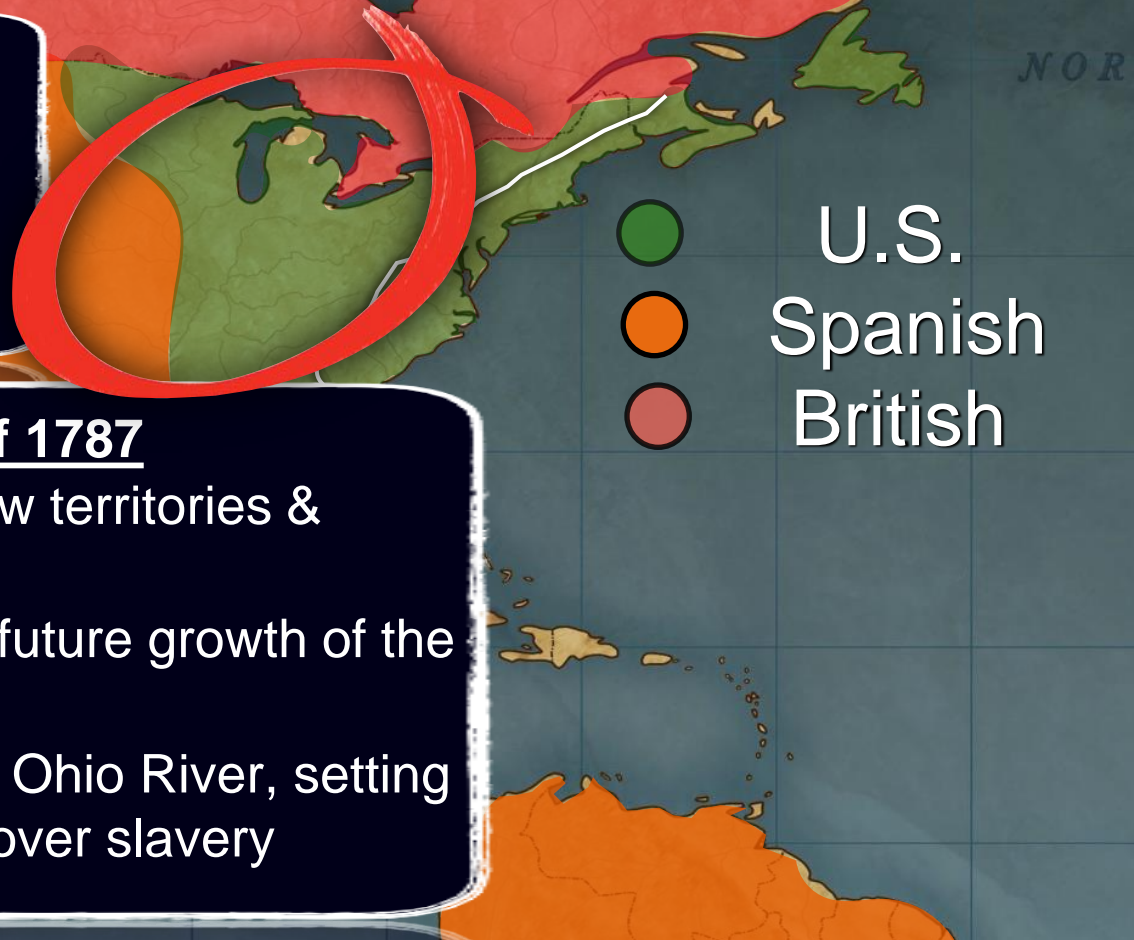 NOR
U.S.
Spanish
British
f 1787
w territories &
future growth of the
Ohio River, setting
over slavery